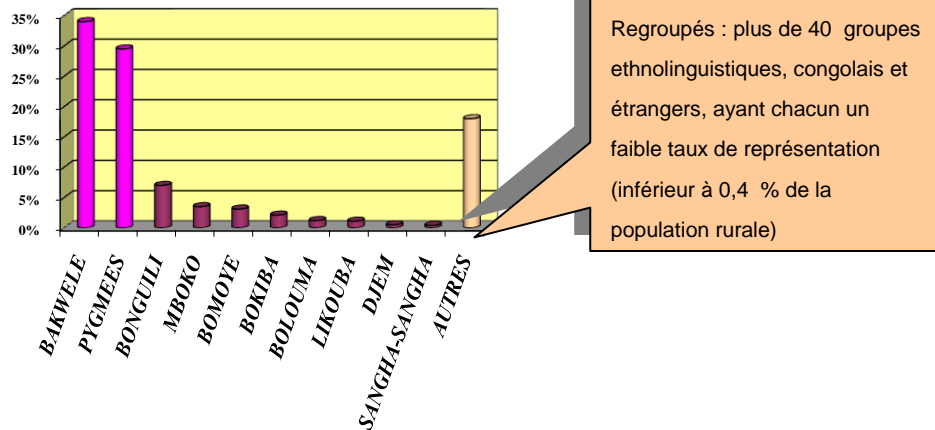 35%
30%
25%
20%
15%
10%
5%
0%
BAKWELE
PYGMEES
BONGUILI
MBOKO
BOMOYE
BOKIBA
BOLOUMA
LIKOUBA
DJEM
SANGHA-SANGHA
AUTRES
Regroupés : plus de 40 groupes
ethnolinguistiques, congolais et
étrangers, ayant chacun un
faible taux de représentation
(inférieur à 0,4 % de la
population rurale)